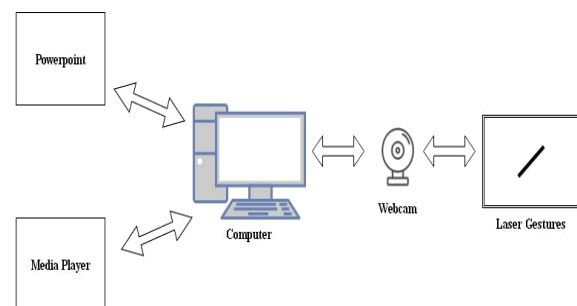 Powerpoint
Computer
Webcam
Laser Gestures
Media Player